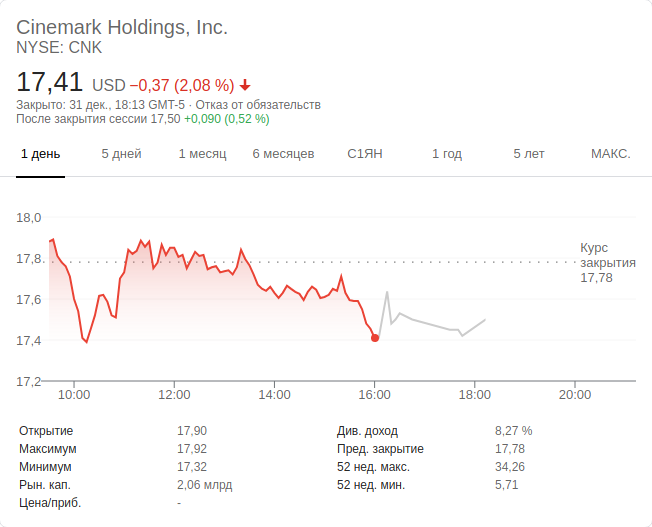 Cinemark Holdings, Inc.
NYSE: CNK
17,41 USD −0,37 (2,08 %)
Закрыто: 31 дек., 18:13 GMT-5 · Отказ от обязательств
После закрытия сессии 17,50 +0,090 (0,52 %)
1 день 5 дней 1 месяц 6 месяцев С1ЯН 1 год 5 лет МАКС.
18,0
17,8
17,6
17,4
17,2
Курс
закрытия
17,78
10:00 12:00 14:00 16:00 18:00 20:00
Открытие 17,90 Див. доход 8,27 %
Максимум 17,92 Пред. закрытие 17,78
Минимум 17,32 52 нед. макс. 34,26
Рын. кап. 2,06 млрд 52 нед. мин. 5,71
Цена/приб. -